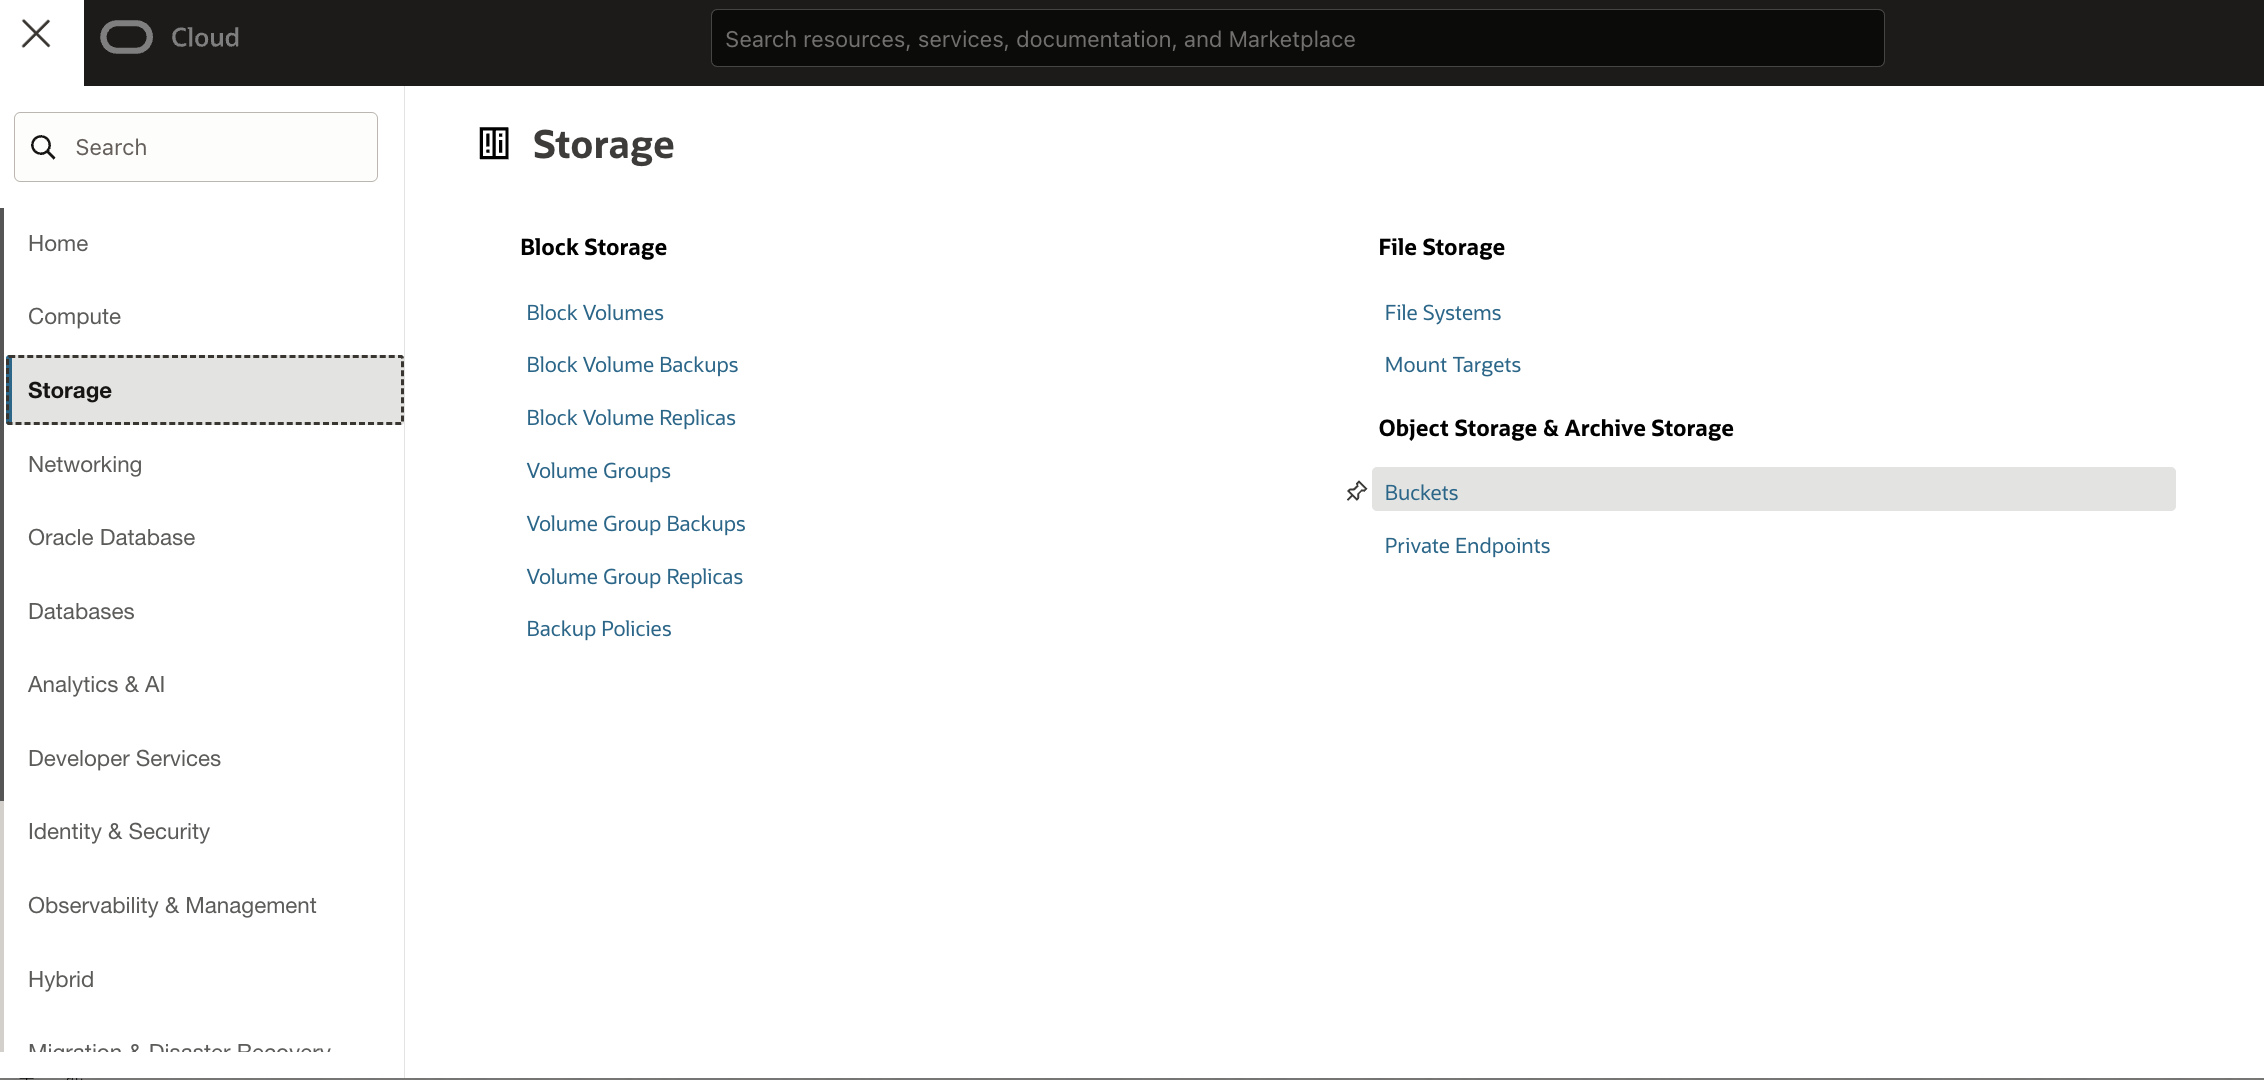 Cloud
Search resources, services, documentation, and Marketplace
Search
Home
Compute
Storage
Networking
Oracle Database
Databases
Analytics & AI
Developer Services
Identity & Security
Observability & Management
Hybrid
Migration & Disaster Recovery
Storage
Block Storage
Block Volumes
Block Volume Backups
Block Volume Replicas
Volume Groups
Volume Group Backups
Volume Group Replicas
Backup Policies
File Storage
File Systems
Mount Targets
Object Storage & Archive Storage
Buckets
Private Endpoints